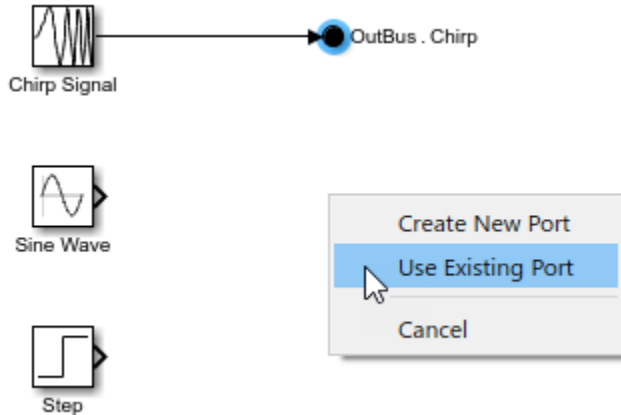 OutBus . Chirp
Chirp Signal
Sine Wave
Create New Port
Use Existing Port
Cancel
Step